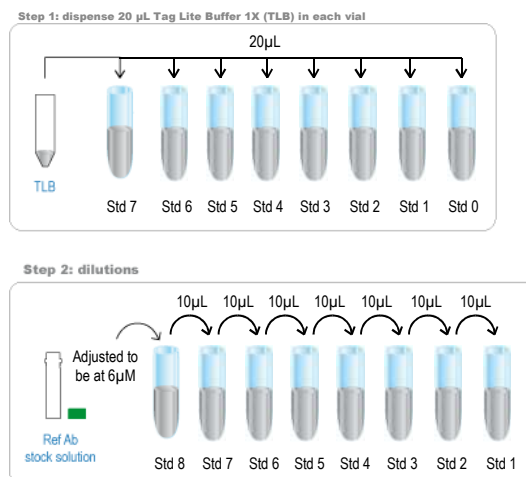 Step 1: dispense 20 µL Tag Lite Buffer 1X (TLB) in each vial
20µL
TLB
Std 7 Std 6 Std 5 Std 4 Std 3 Std 2 Std 1 Std 0
Step 2: dilutions
10µL 10µL 10µL 10µL 10µL 10µL 10µL
Adjusted to
be at 6µM
Ref Ab
stock solution
Std 8 Std 7 Std 6 Std 5 Std 4 Std 3 Std 2 Std 1